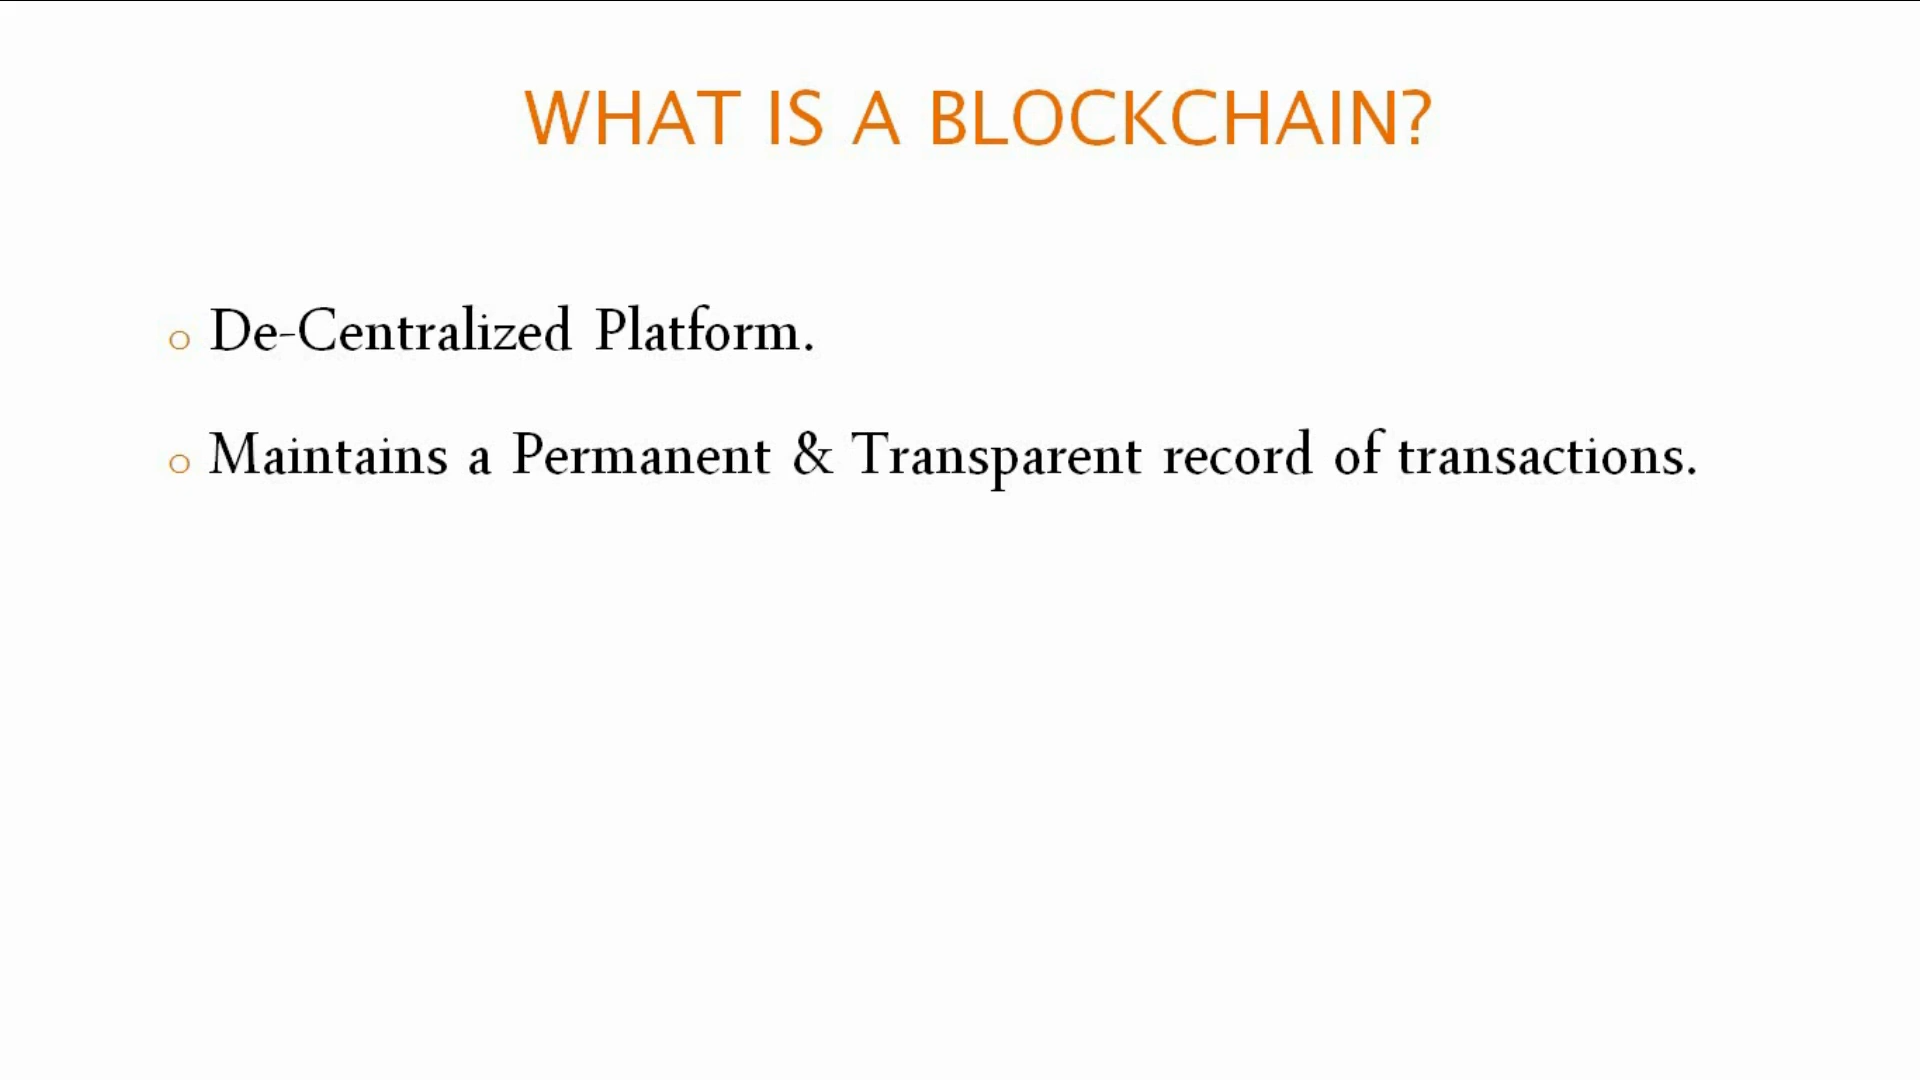 WHAT IS A BLOCKCHAIN?
De-Centralized Platform.
Maintains a Permanent & Transparent record of transactions.